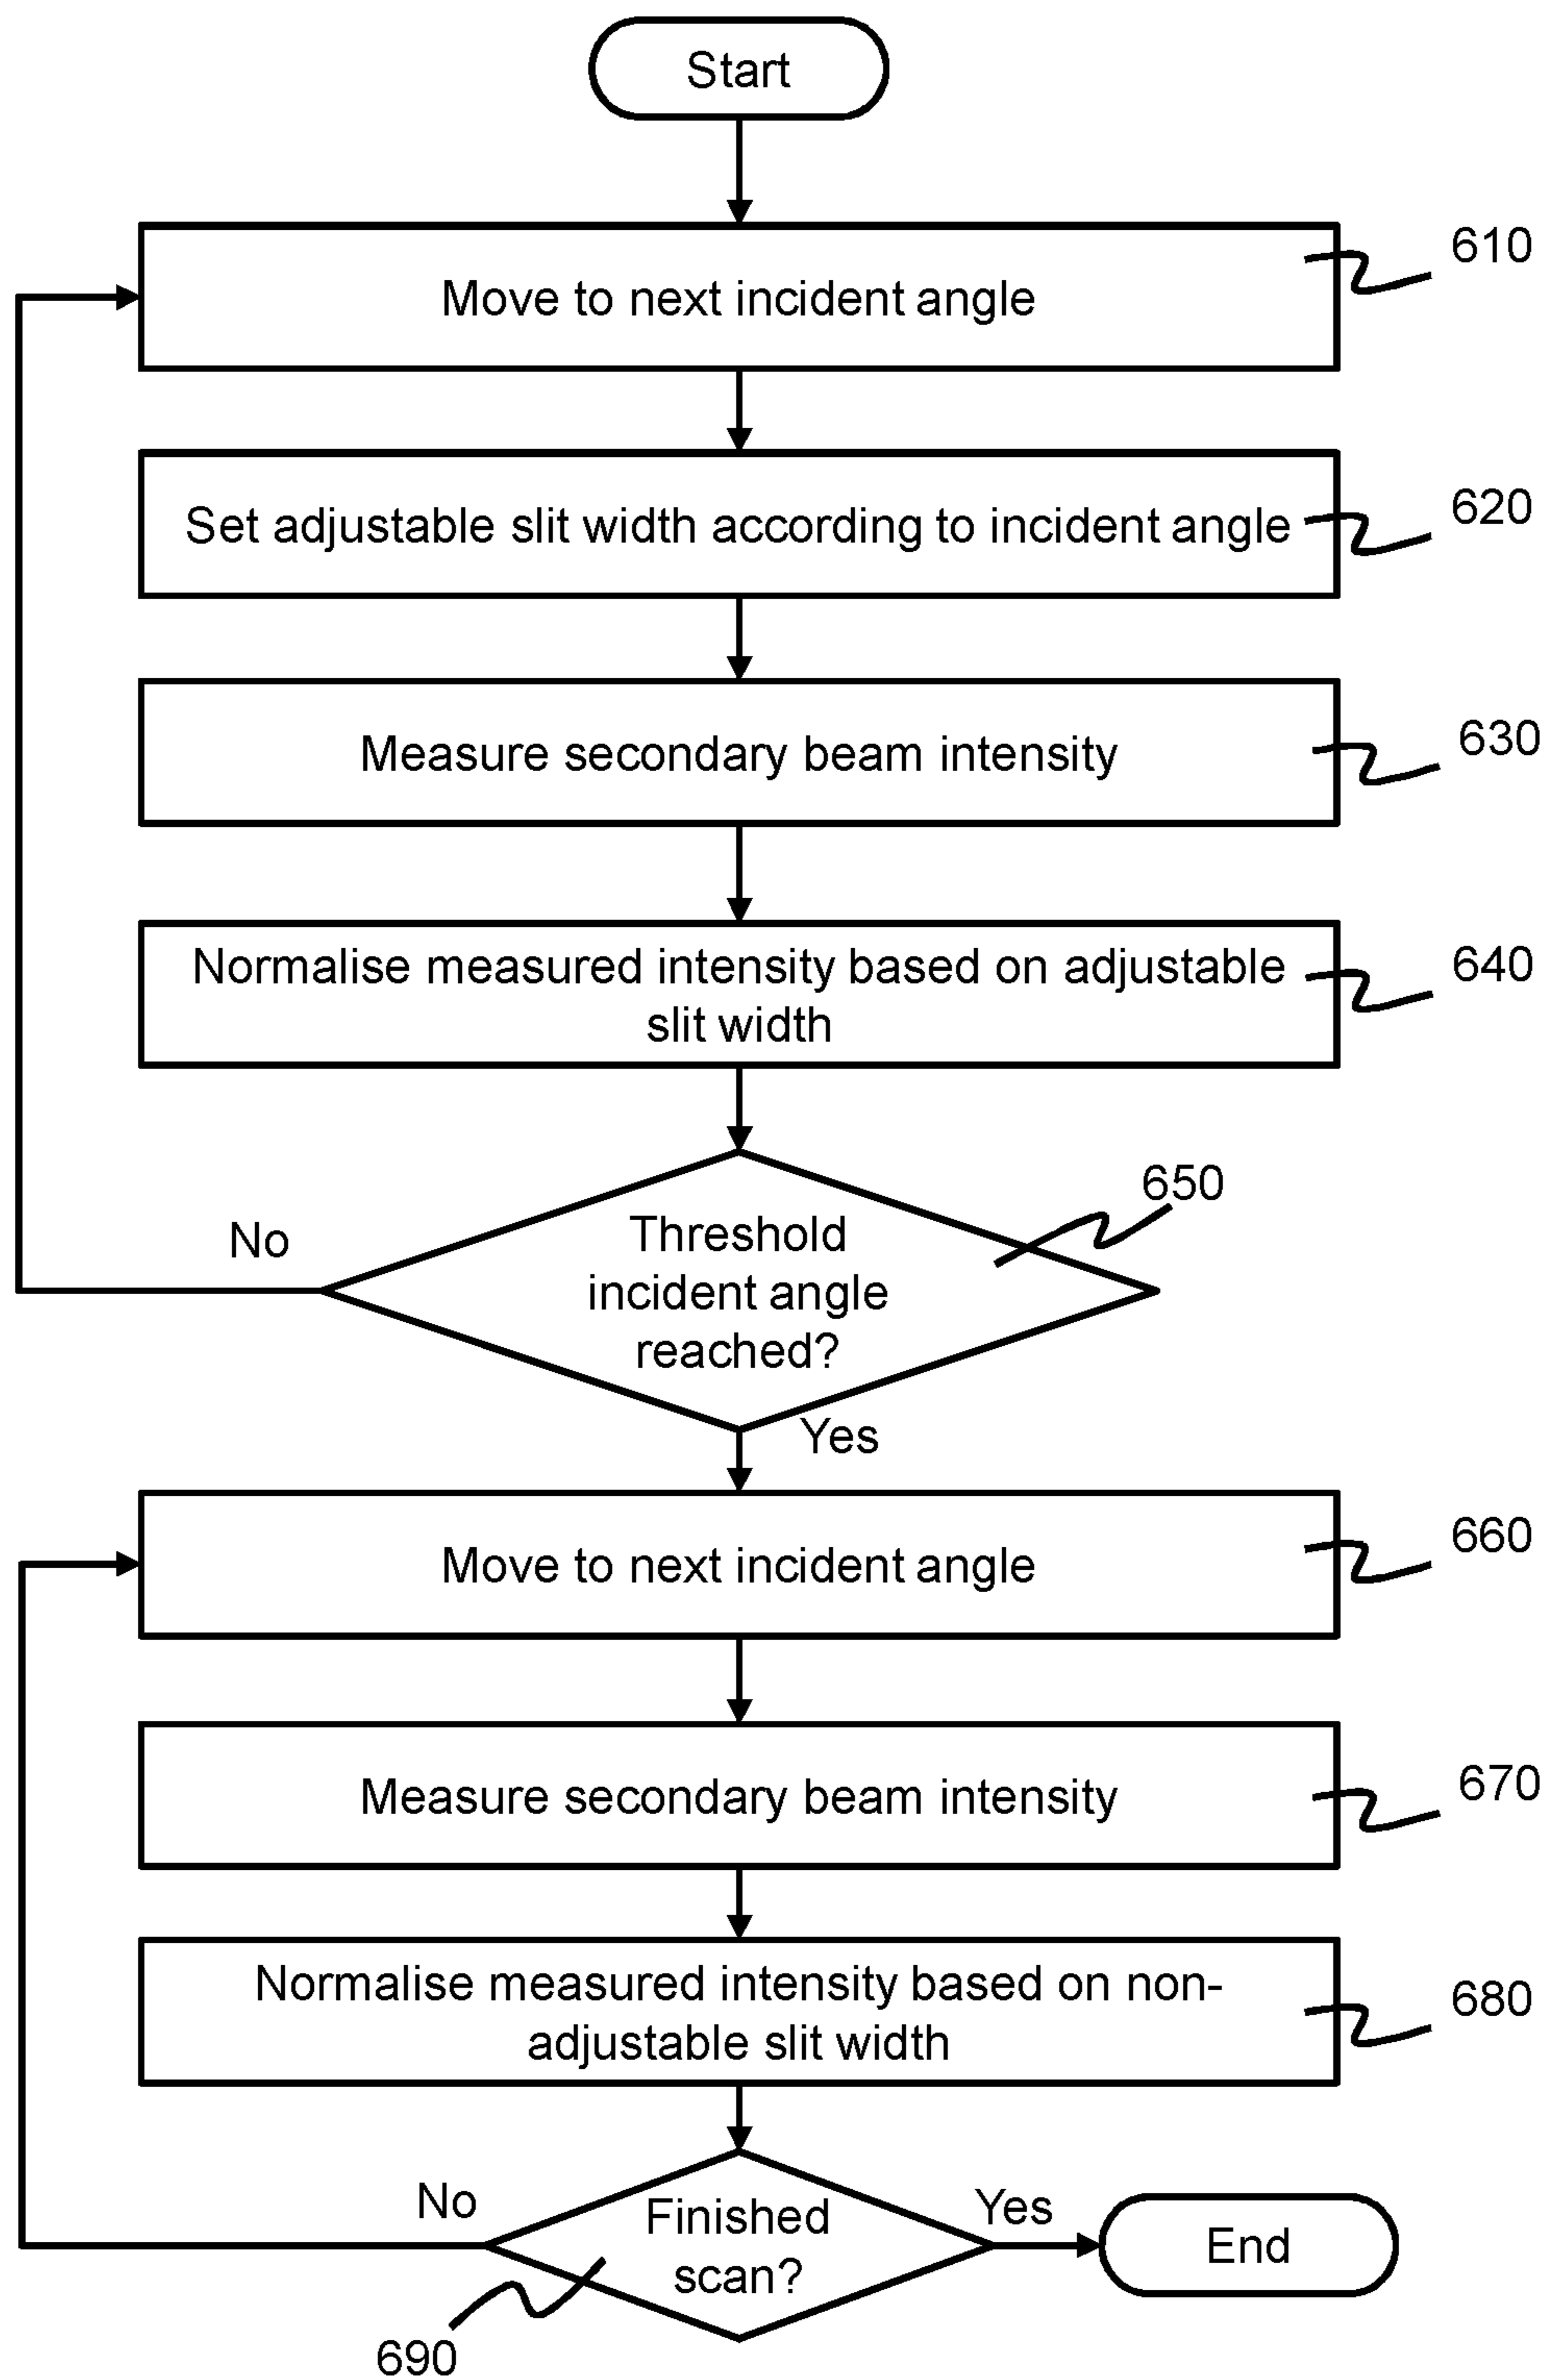 Start
Move to next incident angle
610
Set adjustable slit width according to incident angle
620
Measure secondary beam intensity
630
Normalise measured intensity based on adjustable
slit width
640
650
Threshold
incident angle
reached?
No
Yes
Move to next incident angle
660
Measure secondary beam intensity
670
Normalise measured intensity based on non-
adjustable slit width
680
No
Finished
scan?
Yes
End
690